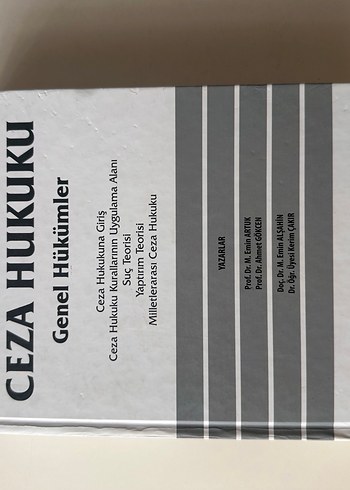 CEZA HUKUKU
Genel Hükümler
Ceza Hukukuna Giriş
Ceza Hukuku Kurallarının Uygulama Alanı
Suç Teorisi
Yaptırım Teorisi
Milletlerarası Ceza Hukuku
YAZARLAR
Prof. Dr. M. Emin ARTUK
Prof. Dr. Ahmet GÖKCEN
Doç. Dr. M. Emin ALŞAHİN
Dr. Öğr. Üyesi Kerim ÇAKIR